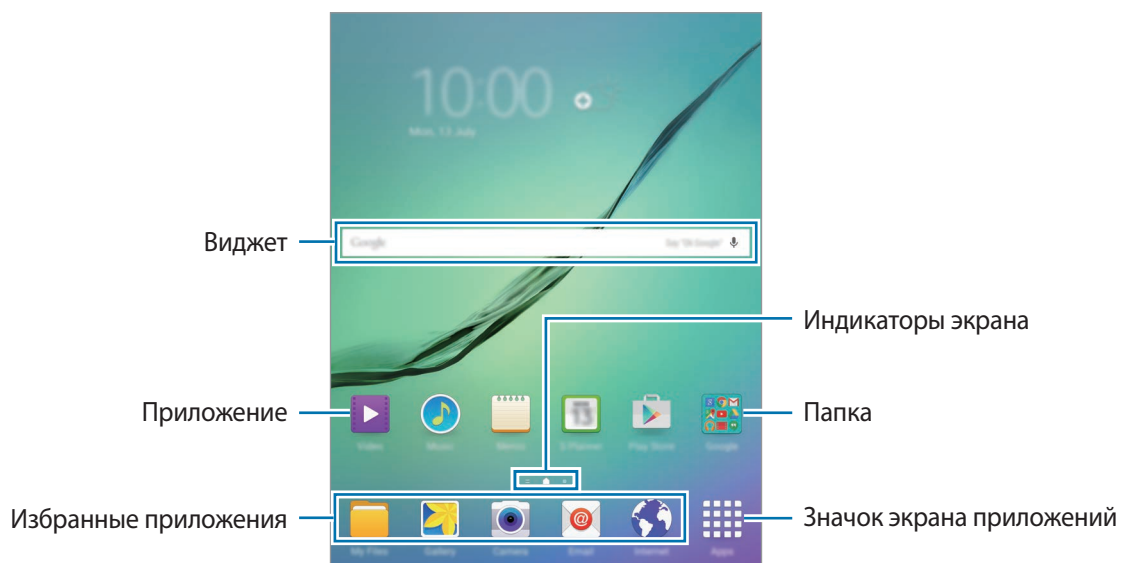 10:00
Mon, 13 July
Виджет
Google
Say "Ok Google"
Индикаторы экрана
Приложение
13
Папка
Video
Music
Memo
S Planner
Play Store
Google
Избранные приложения
@
Значок экрана приложений
My Files
Gallery
Camera
Email
Internet
Apps